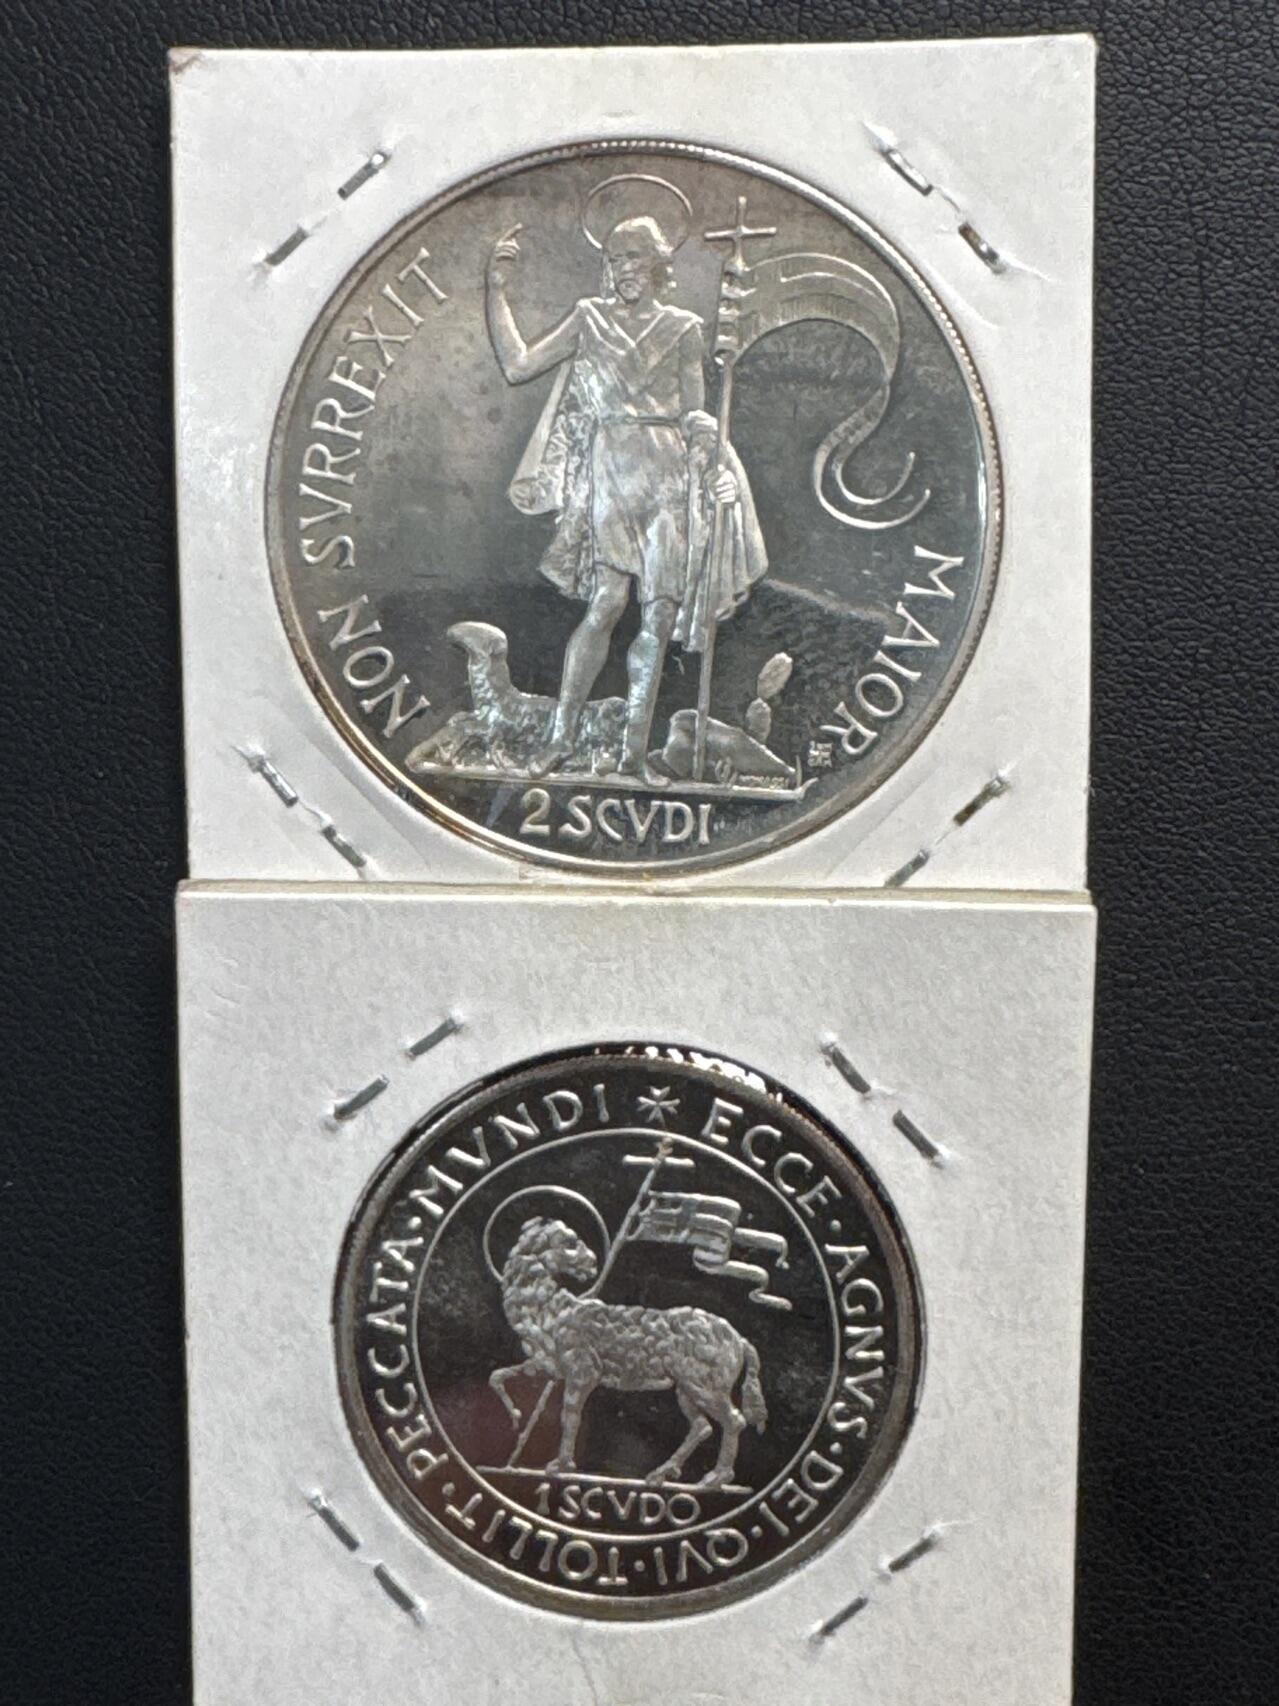 NON SVRREXIT MAIOR
2 SCVDI
ECCE · AGNVS · DEI · QVI · TOLLIT · PECCATA · MVNDI
1 SCVDO